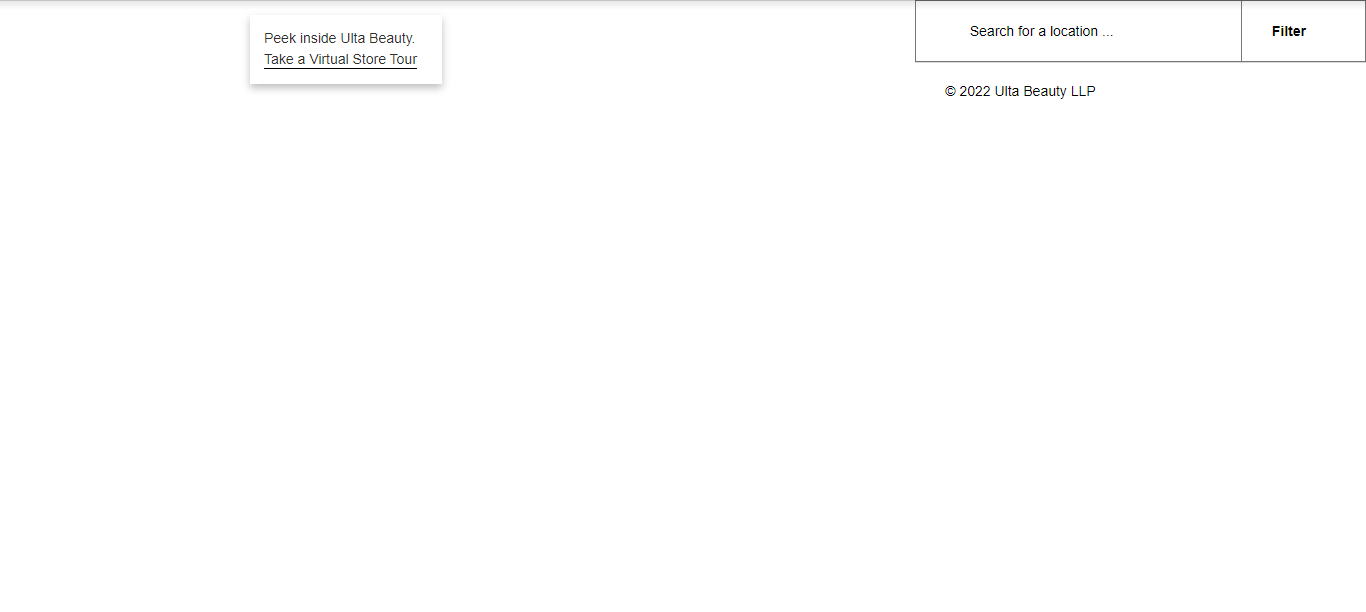 Peek inside Ulta Beauty.
Take a Virtual Store Tour
Search for a location ...
Filter
© 2022 Ulta Beauty LLP